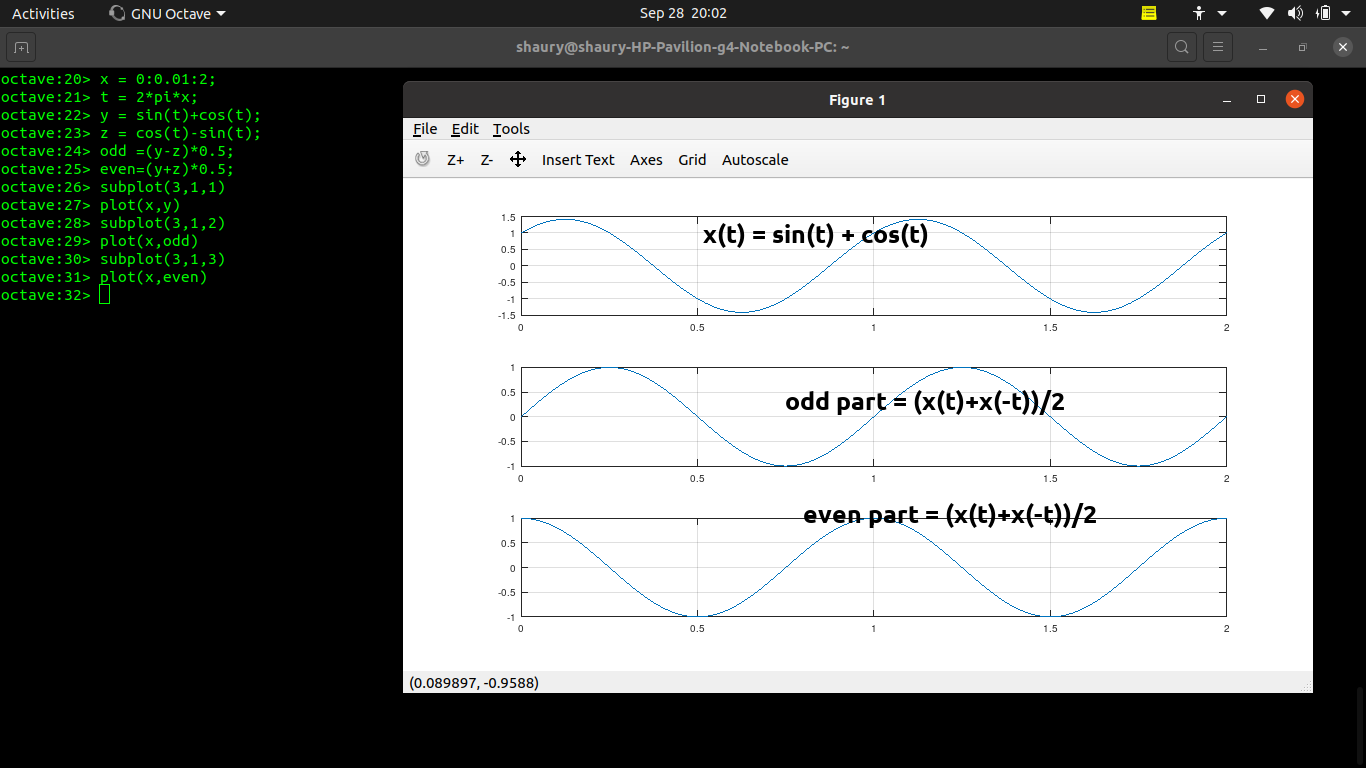 Activities GNU Octave Sep 28 20:02
shaury@shaury-HP-Pavilion-g4-Notebook-PC: ~
octave:20> x = 0:0.01:2;
octave:21> t = 2*pi*x;
octave:22> y = sin(t)+cos(t);
octave:23> z = cos(t)-sin(t);
octave:24> odd =(y-z)*0.5;
octave:25> even=(y+z)*0.5;
octave:26> subplot(3,1,1)
octave:27> plot(x,y)
octave:28> subplot(3,1,2)
octave:29> plot(x,odd)
octave:30> subplot(3,1,3)
octave:31> plot(x,even)
octave:32>
Figure 1
File Edit Tools
Z+ Z- Insert Text Axes Grid Autoscale
x(t) = sin(t) + cos(t)
1.5
1
0.5
0
-0.5
-1
-1.5
0 0.5 1 1.5 2
odd part = (x(t)+x(-t))/2
1
0.5
0
-0.5
-1
0 0.5 1 1.5 2
even part = (x(t)+x(-t))/2
1
0.5
0
-0.5
-1
0 0.5 1 1.5 2
(0.089897, -0.9588)